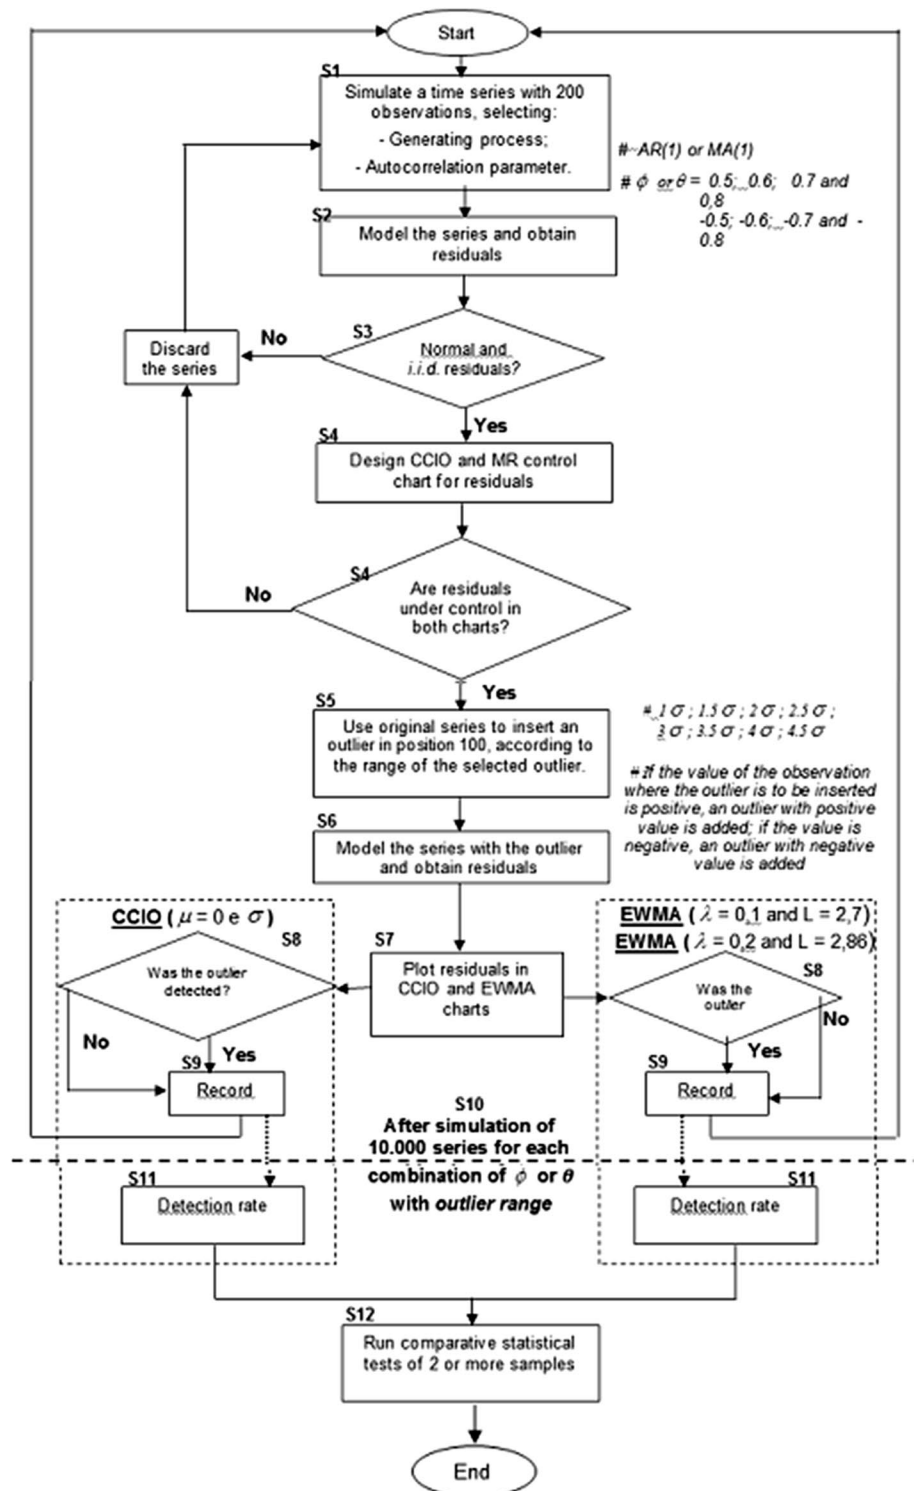 Start
S1
Simulate a time series with 200
observations, selecting:
- Generating process;
- Autocorrelation parameter.
#~AR(1) or MA(1)
# ϕ or θ = 0.5; 0.6; 0.7 and
0,8
-0.5; -0.6; -0.7 and -
0.8
S2
Model the series and obtain
residuals
S3
Normal and
i.i.d. residuals?
No
Discard
the series
Yes
S4
Design CCIO and MR control
chart for residuals
S4
Are residuals
under control in
both charts?
No
Yes
S5
Use original series to insert an
outlier in position 100, according to
the range of the selected outlier.
# 1 σ ; 1.5 σ ; 2 σ ; 2.5 σ ;
3 σ ; 3.5 σ ; 4 σ ; 4.5 σ
# If the value of the observation
where the outlier is to be inserted
is positive, an outlier with positive
value is added; if the value is
negative, an outlier with negative
value is added
S6
Model the series with the outlier
and obtain residuals
CCIO ( μ = 0 e σ )
S8
Was the outlier
detected?
No
Yes
S9
Record
S7
Plot residuals in
CCIO and EWMA
charts
EWMA ( λ = 0,1 and L = 2,7)
EWMA ( λ = 0,2 and L = 2,86)
S8
Was the
outlier
No
Yes
S9
Record
S10
After simulation of
10.000 series for each
combination of ϕ or θ
with outlier range
S11
Detection rate
S11
Detection rate
S12
Run comparative statistical
tests of 2 or more samples
End